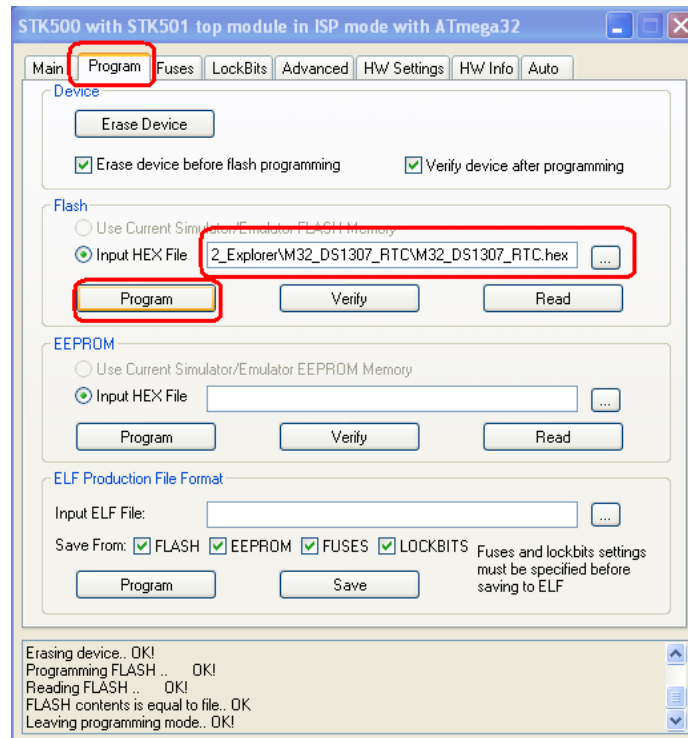 STK500 with STK501 top module in ISP mode with ATmega32
Main Program Fuses LockBits Advanced HW Settings HW Info Auto
Device
Erase Device
Erase device before flash programming Verify device after programming
Flash
Use Current Simulator/Emulator FLASH Memory
Input HEX File 2_Explorer\M32_DS1307_RTC\M32_DS1307_RTC.hex ...
Program Verify Read
EEPROM
Use Current Simulator/Emulator EEPROM Memory
Input HEX File ...
Program Verify Read
ELF Production File Format
Input ELF File: ...
Save From: FLASH EEPROM FUSES LOCKBITS Fuses and lockbits settings
must be specified before
Program Save saving to ELF
Erasing device.. OK!
Programming FLASH .. OK!
Reading FLASH .. OK!
FLASH contents is equal to file.. OK
Leaving programming mode.. OK!